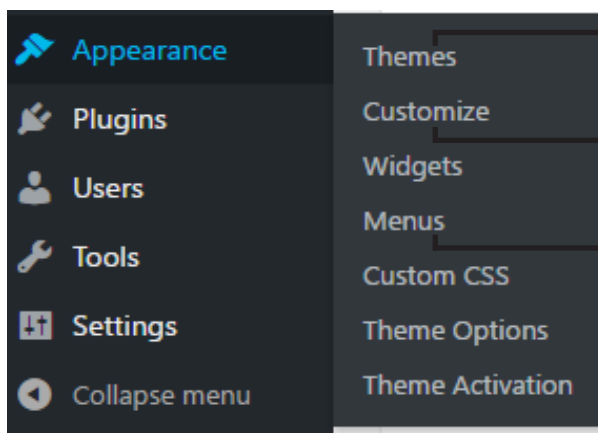 Appearance
Plugins
Users
Tools
Settings
Collapse menu
Themes
Customize
Widgets
Menus
Custom CSS
Theme Options
Theme Activation